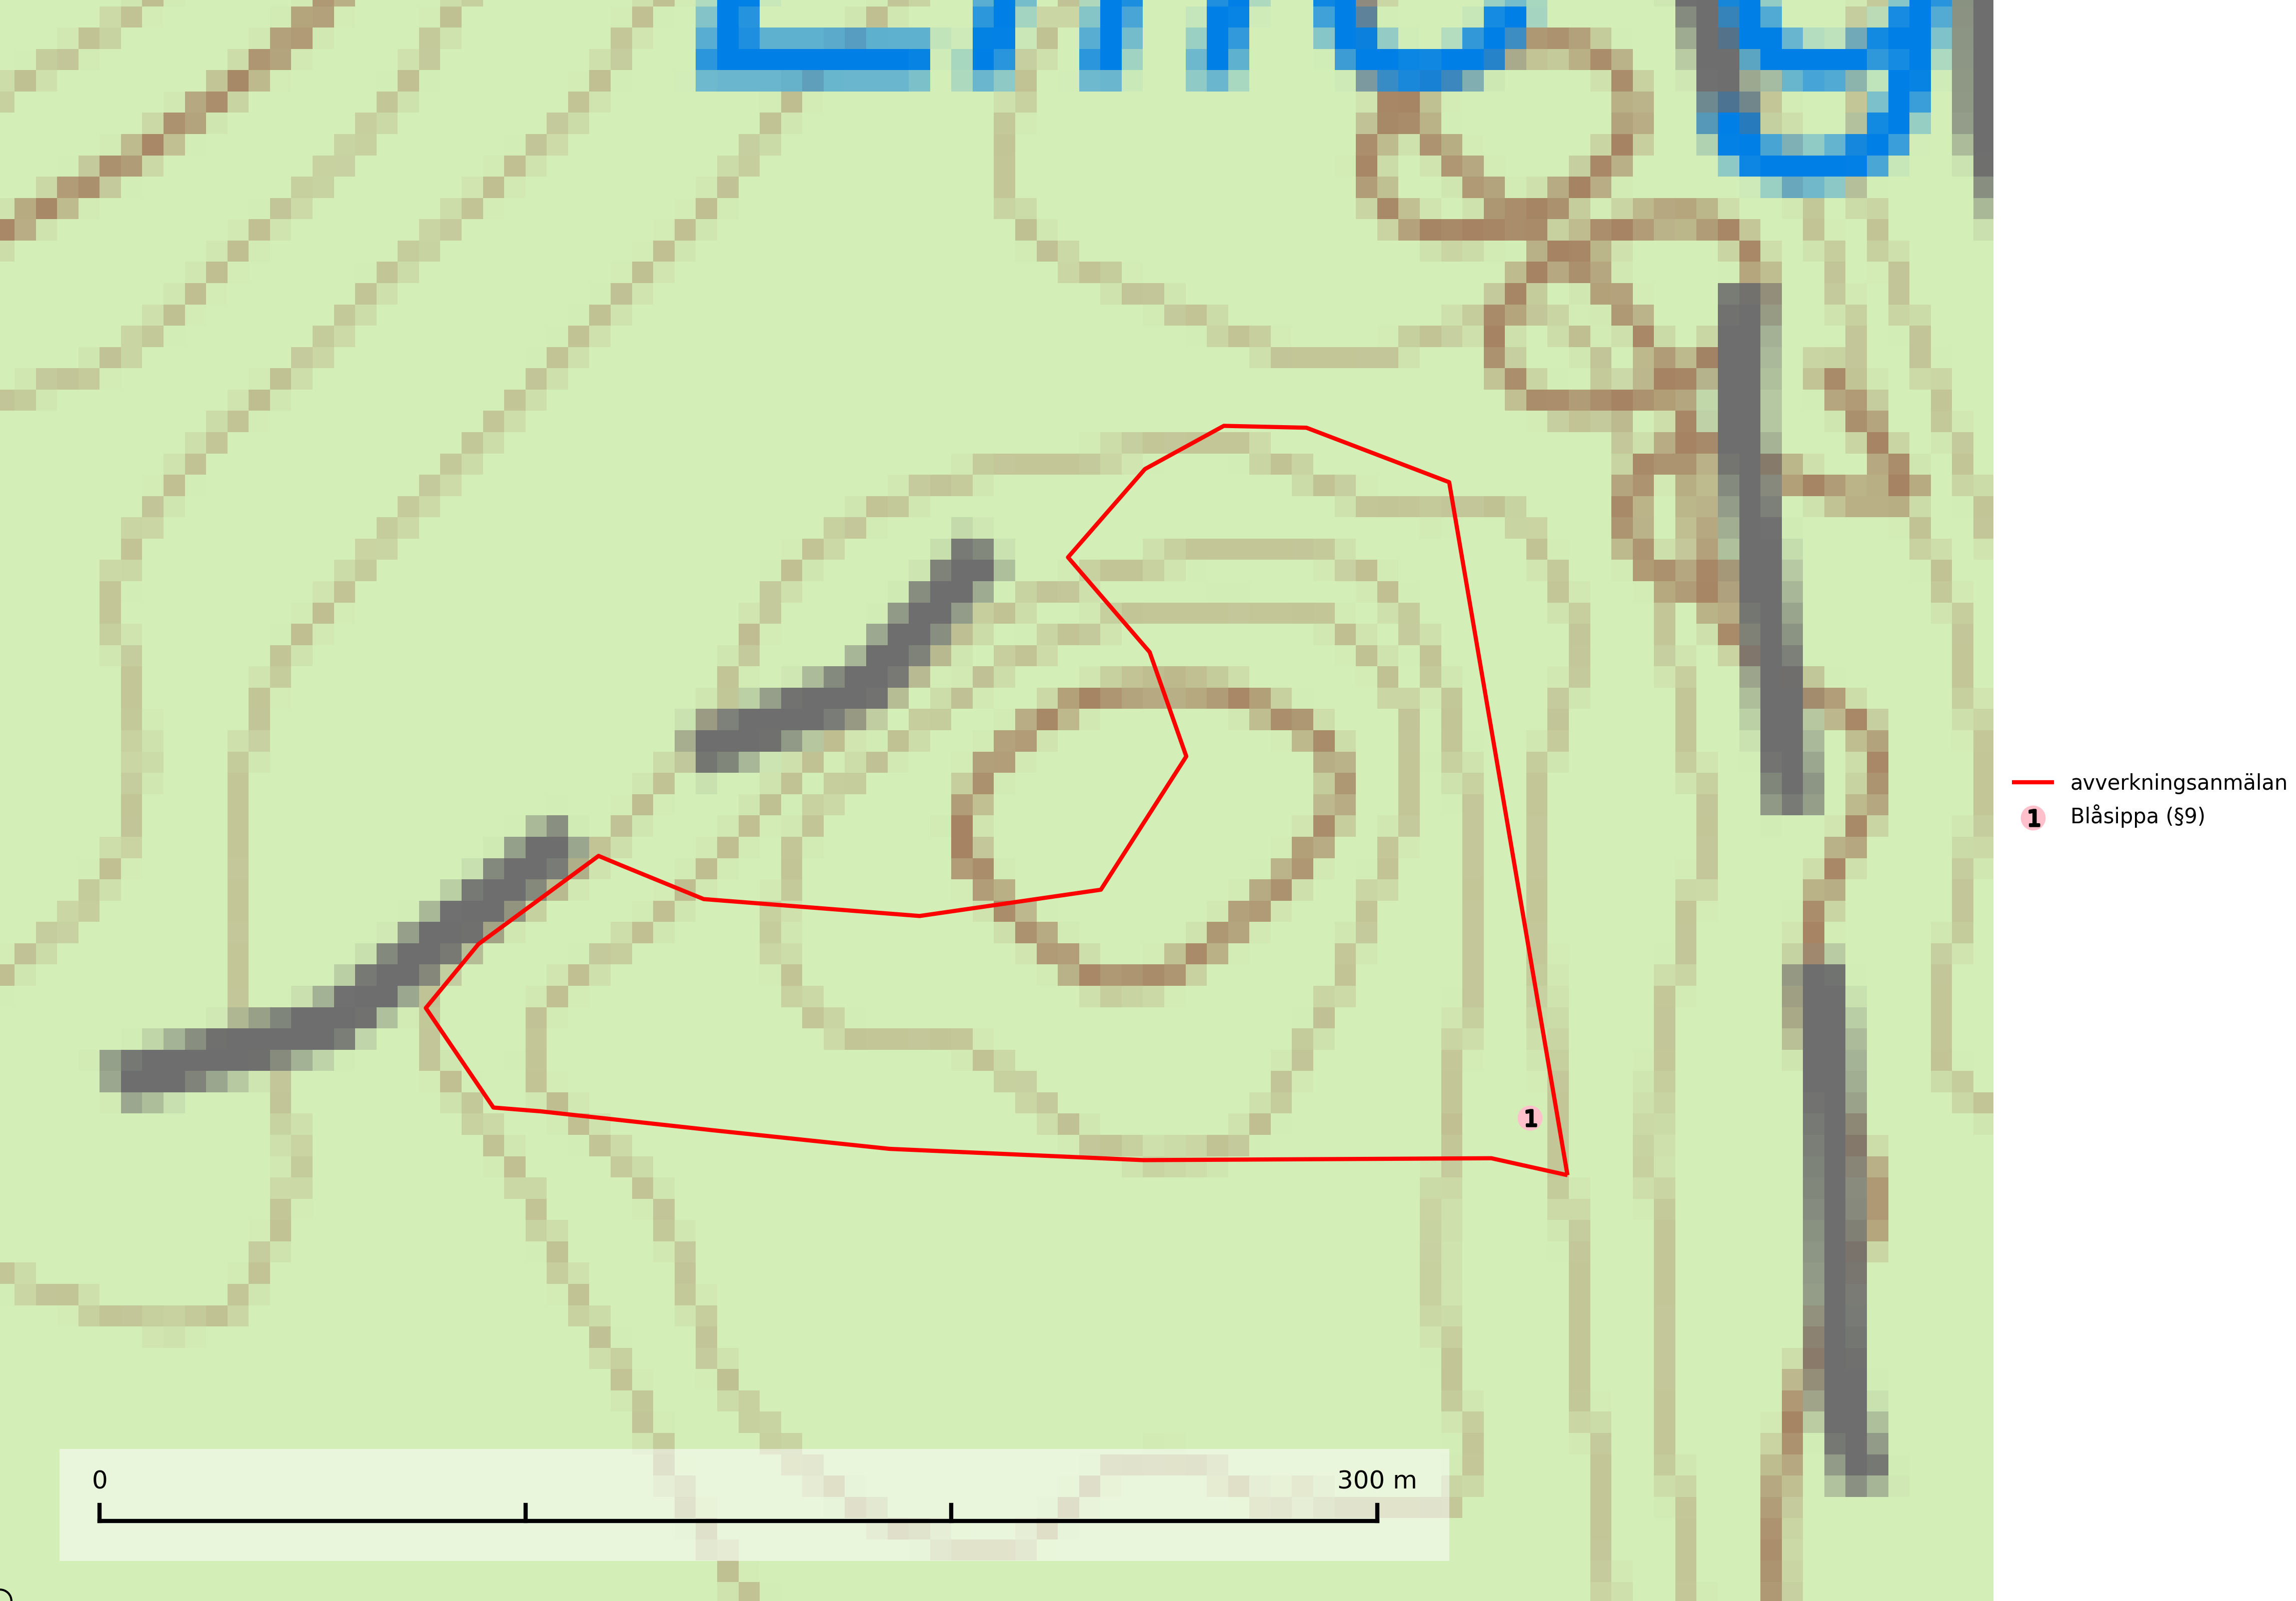 avverkningsanmälan
1 Blåsippa (§9)
1
0 300 m